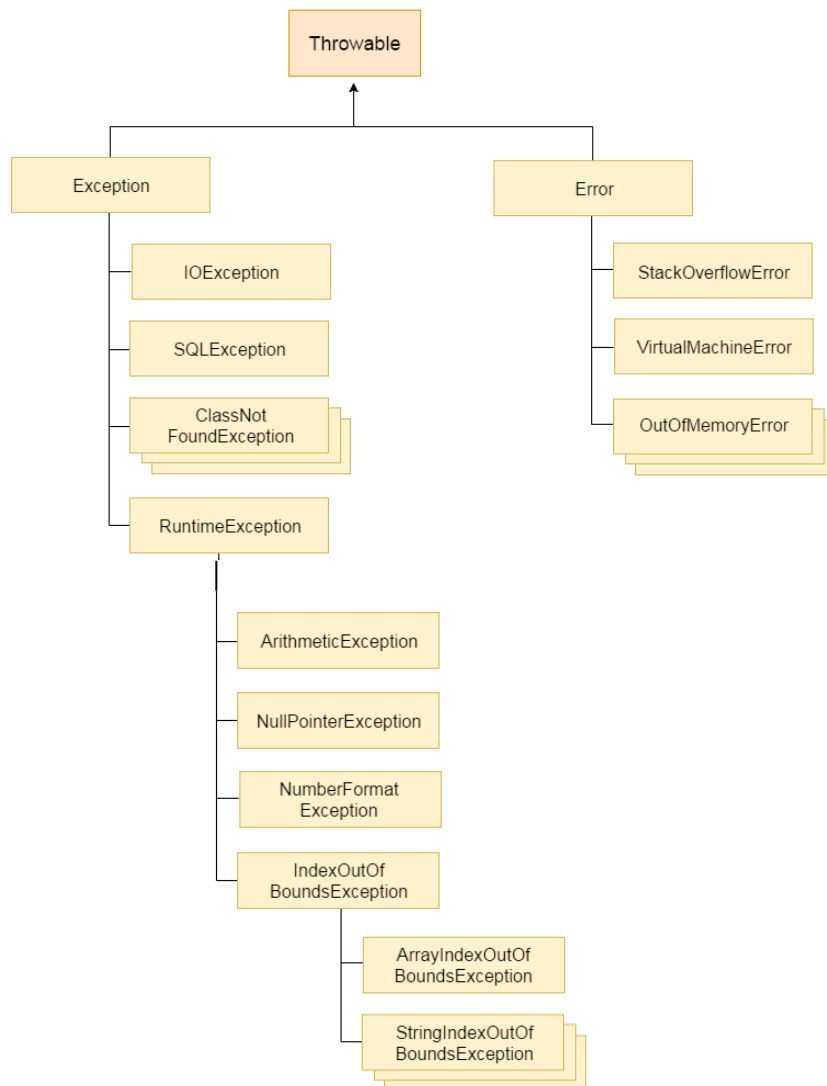 Throwable
Exception
Error
IOException
StackOverflowError
SQLException
VirtualMachineError
ClassNot
FoundException
OutOfMemoryError
RuntimeException
ArithmeticException
NullPointerException
NumberFormat
Exception
IndexOutOf
BoundsException
ArrayIndexOutOf
BoundsException
StringIndexOutOf
BoundsException